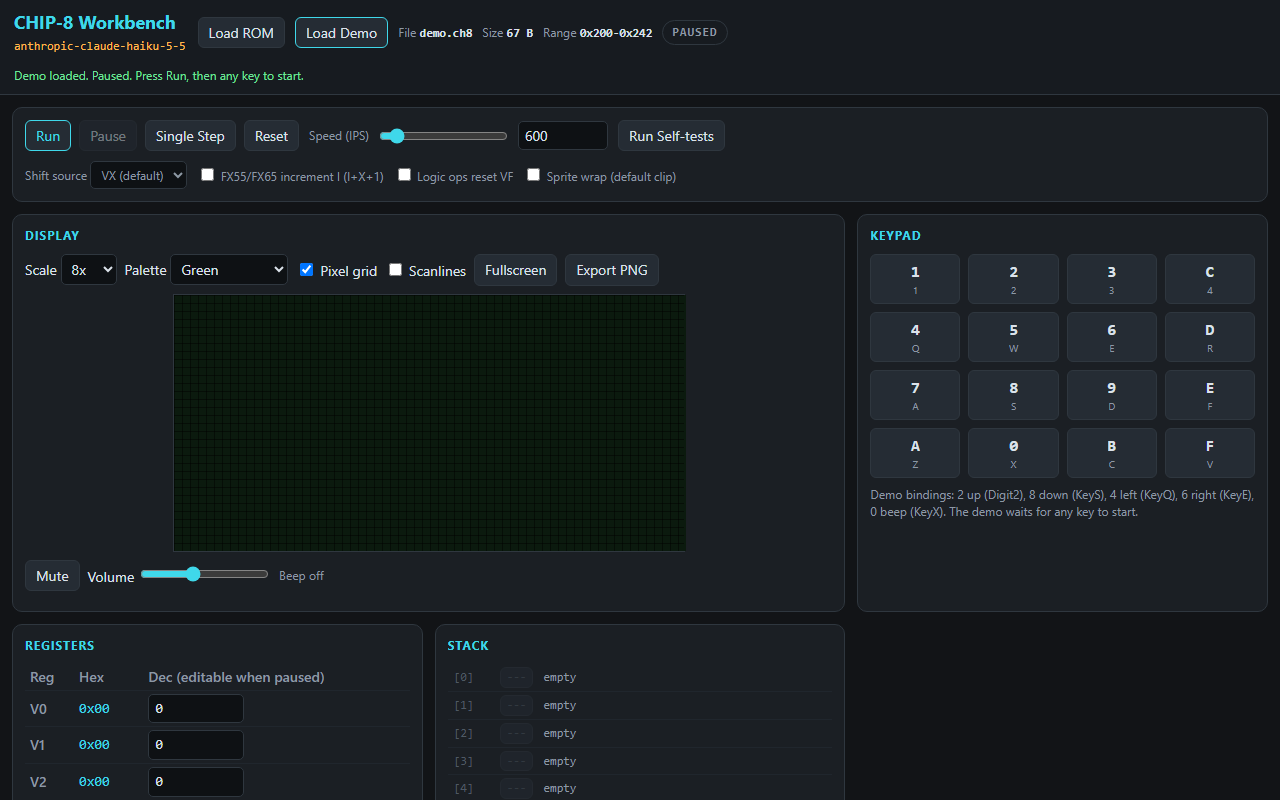 CHIP-8 Workbench
anthropic-claude-haiku-5-5
Load ROM
Load Demo
File demo.ch8 Size 67 B Range 0x200-0x242
PAUSED
Demo loaded. Paused. Press Run, then any key to start.
Run
Pause
Single Step
Reset
Speed (IPS)
600
Run Self-tests
Shift source
VX (default)
FX55/FX65 increment I (I+X+1)
Logic ops reset VF
Sprite wrap (default clip)
DISPLAY
Scale
8x
Palette
Green
Pixel grid
Scanlines
Fullscreen
Export PNG
Mute
Volume
Beep off
KEYPAD
1
1
2
2
3
3
C
4
4
Q
5
W
6
E
D
R
7
A
8
S
9
D
E
F
A
Z
0
X
B
C
F
V
Demo bindings: 2 up (Digit2), 8 down (KeyS), 4 left (KeyQ), 6 right (KeyE),
0 beep (KeyX). The demo waits for any key to start.
REGISTERS
Reg Hex Dec (editable when paused)
V0 0x00 0
V1 0x00 0
V2 0x00 0
STACK
[0] --- empty
[1] --- empty
[2] --- empty
[3] --- empty
[4] --- empty